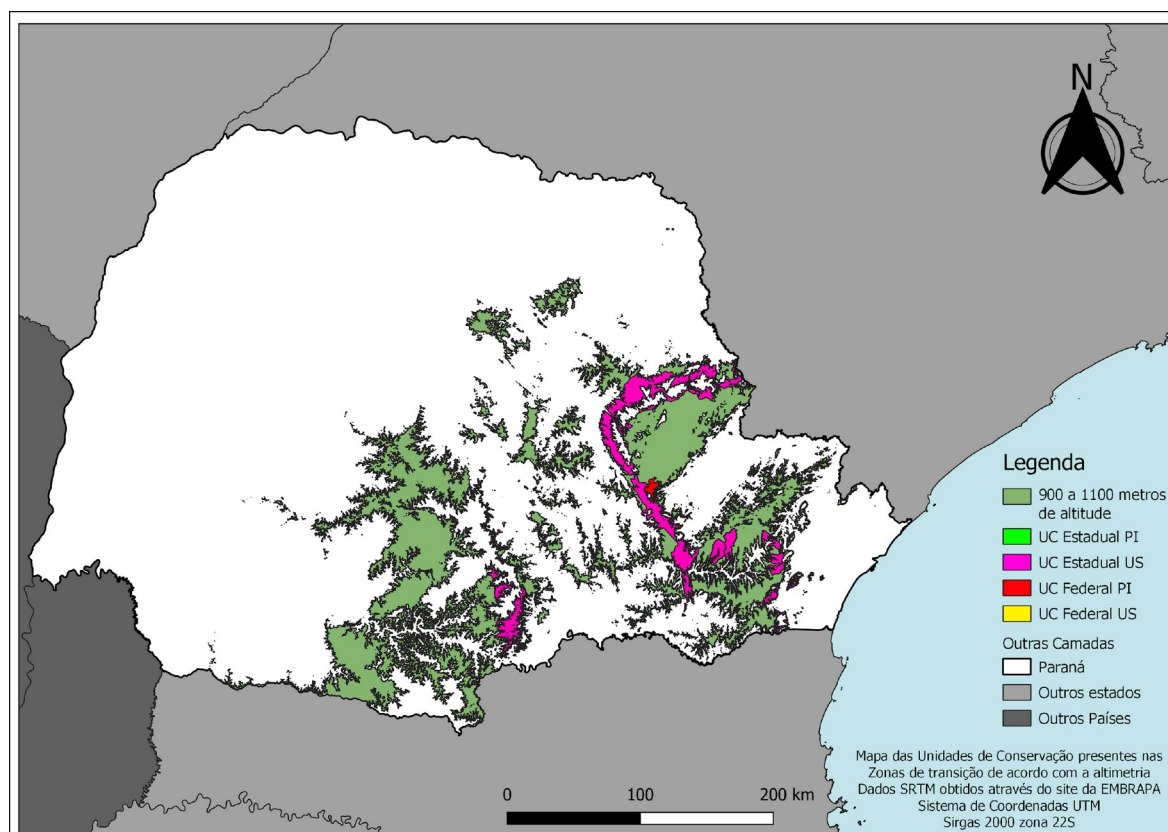 N
Legenda
900 a 1100 metros
de altitude
UC Estadual PI
UC Estadual US
UC Federal PI
UC Federal US
Outras Camadas
Paraná
Outros estados
Outros Países
Mapa das Unidades de Conservação presentes nas
Zonas de transição de acordo com a altimetria
Dados SRTM obtidos através do site da EMBRAPA
Sistema de Coordenadas UTM
Sirgas 2000 zona 22S
0 100 200 km